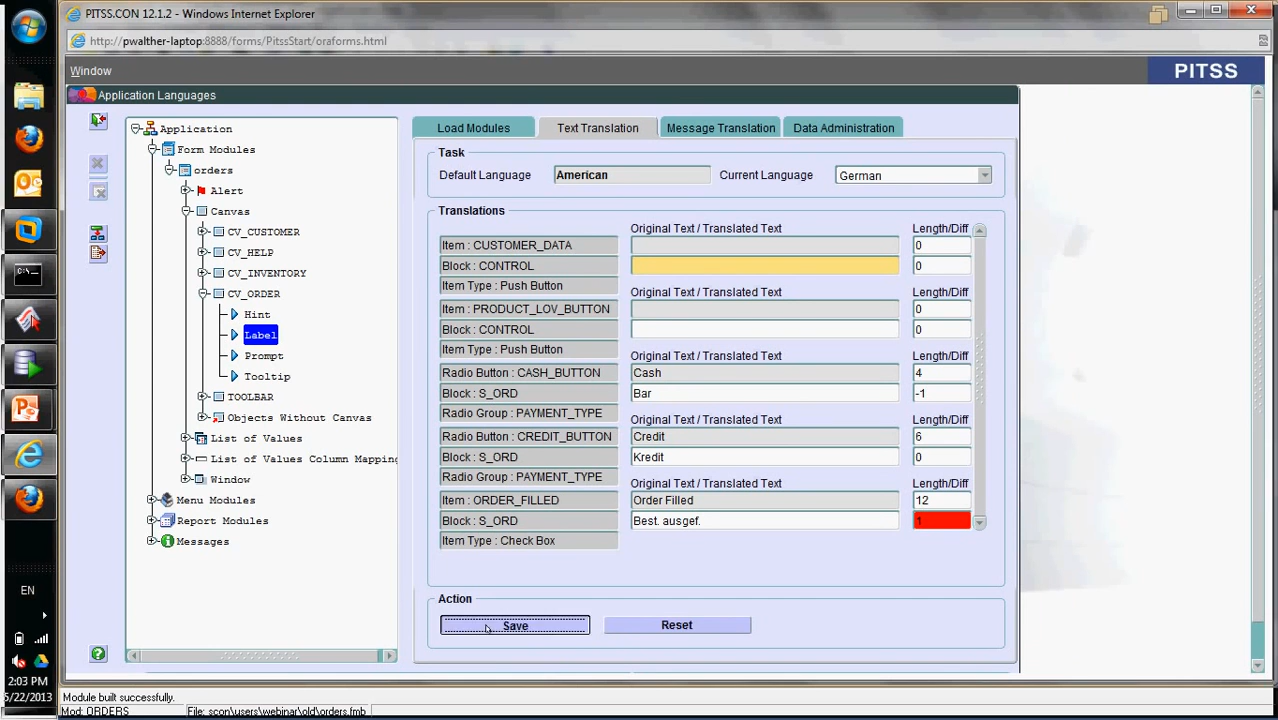 PITSS.CON 12.1.2 - Windows Internet Explorer
http://pwalther-laptop:8888/forms/PitssStart/oraforms.html
Window
PITSS
Application Languages
Application
Form Modules
orders
Alert
Canvas
CV_CUSTOMER
CV_HELP
CV_INVENTORY
CV_ORDER
Hint
Label
Prompt
Tooltip
TOOLBAR
Objects Without Canvas
List of Values
List of Values Column Mapping
Window
Menu Modules
Report Modules
Messages
Load Modules
Text Translation
Message Translation
Data Administration
Task
Default Language American Current Language German
Translations
Original Text / Translated Text Length/Diff
Item : CUSTOMER_DATA 0
Block : CONTROL 0
Item Type : Push Button
Original Text / Translated Text Length/Diff
Item : PRODUCT_LOV_BUTTON 0
Block : CONTROL 0
Item Type : Push Button
Original Text / Translated Text Length/Diff
Radio Button : CASH_BUTTON Cash 4
Block : S_ORD Bar -1
Radio Group : PAYMENT_TYPE
Original Text / Translated Text Length/Diff
Radio Button : CREDIT_BUTTON Credit 6
Block : S_ORD Kredit 0
Radio Group : PAYMENT_TYPE
Original Text / Translated Text Length/Diff
Item : ORDER_FILLED Order Filled 12
Block : S_ORD Best. ausgef. 1
Item Type : Check Box
Action
Save Reset
EN
2:03 PM
5/22/2013
Module built successfully.
Mod: ORDERS File: scon\users\webinar\old\orders.fmb